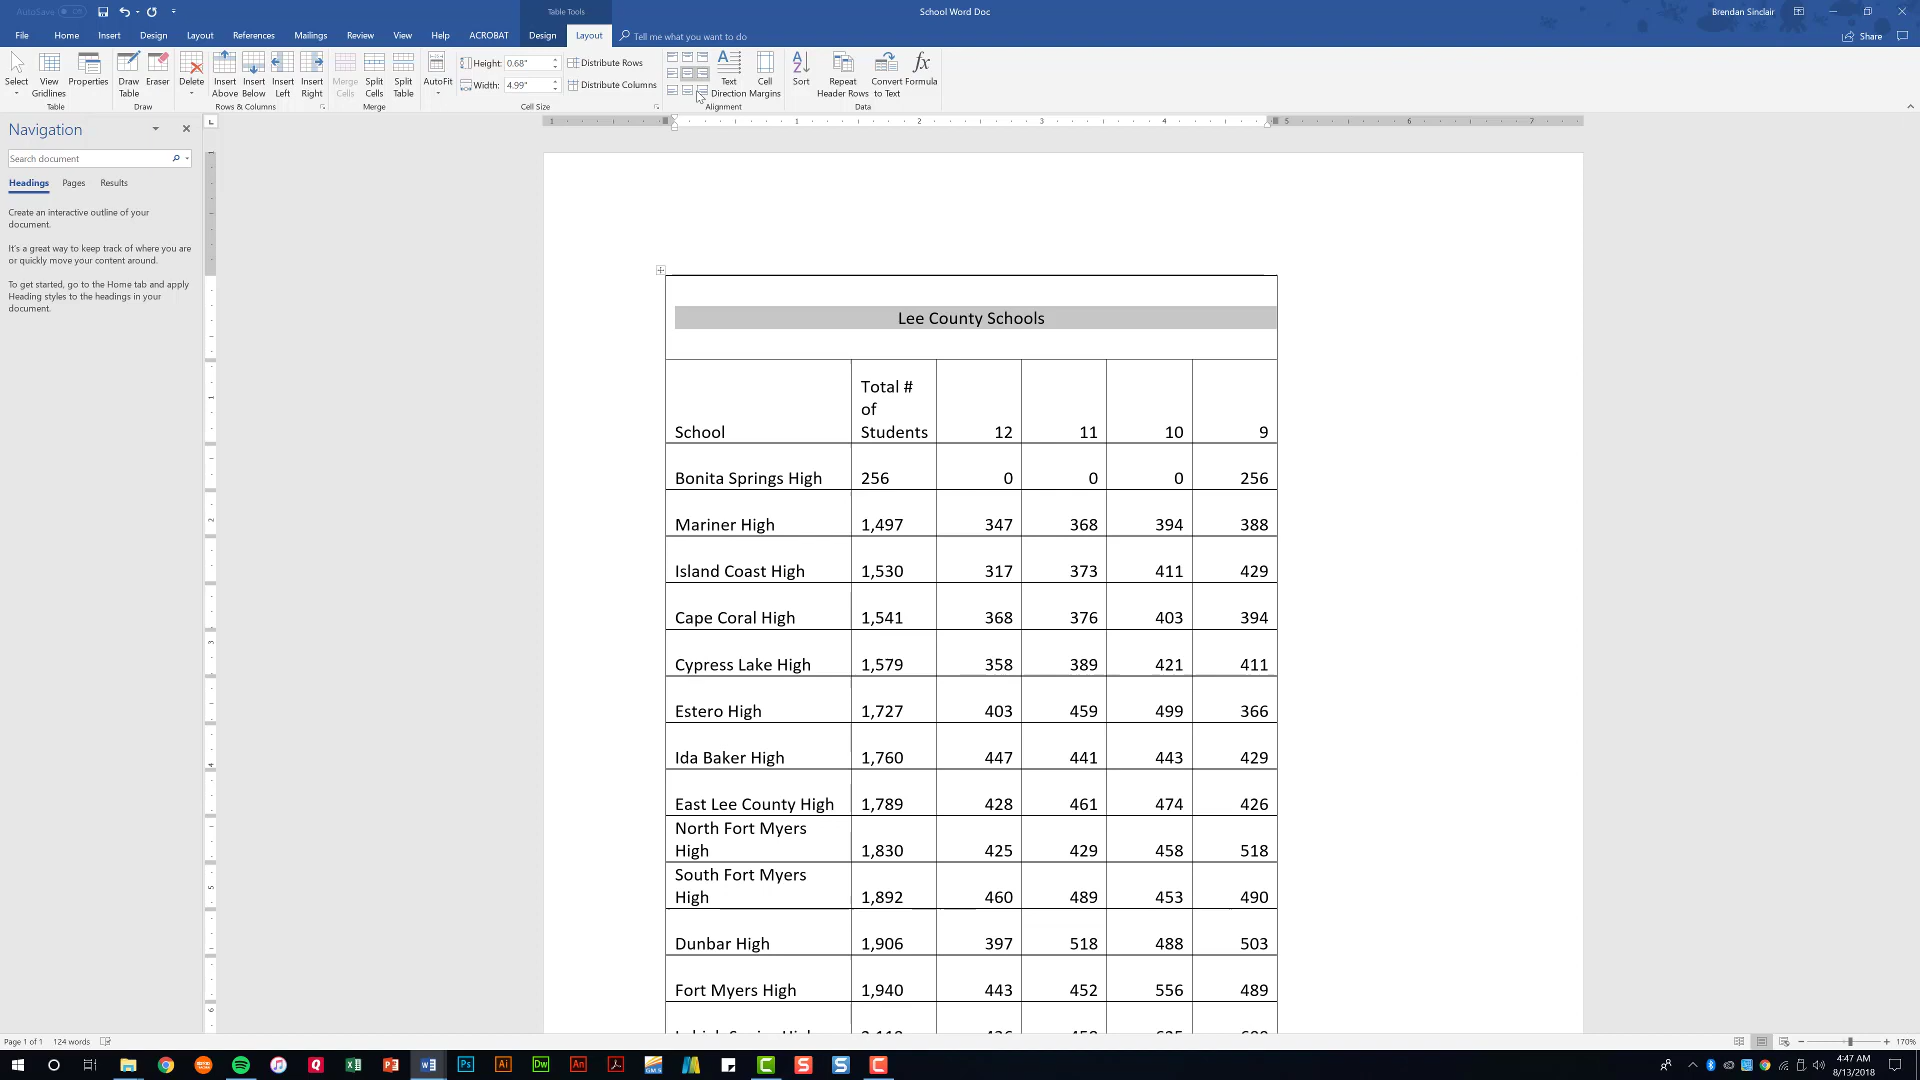 AutoSave Off
Table Tools
School Word Doc
Brendan Sinclair
File Home Insert Design Layout References Mailings Review View Help ACROBAT Design Layout Tell me what you want to do
Share
Select
View Gridlines
Properties
Table
Draw Table
Eraser
Draw
Delete
Insert Above
Insert Below
Insert Left
Insert Right
Rows & Columns
Merge Cells
Split Cells
Split Table
Merge
AutoFit
Height: 0.68"
Width: 4.99"
Distribute Rows
Distribute Columns
Cell Size
Text Direction
Cell Margins
Alignment
Sort
Repeat Header Rows
Convert to Text
Formula
Data
1 1 2 3 4 5 6 7
Navigation
Search document
Headings Pages Results
Create an interactive outline of your
document.
It's a great way to keep track of where you are
or quickly move your content around.
To get started, go to the Home tab and apply
Heading styles to the headings in your
document.
Lee County Schools
School Total # of Students 12 11 10 9
Bonita Springs High 256 0 0 0 256
Mariner High 1,497 347 368 394 388
Island Coast High 1,530 317 373 411 429
Cape Coral High 1,541 368 376 403 394
Cypress Lake High 1,579 358 389 421 411
Estero High 1,727 403 459 499 366
Ida Baker High 1,760 447 441 443 429
East Lee County High 1,789 428 461 474 426
North Fort Myers High 1,830 425 429 458 518
South Fort Myers High 1,892 460 489 453 490
Dunbar High 1,906 397 518 488 503
Fort Myers High 1,940 443 452 556 489
Page 1 of 1 124 words
170%
4:47 AM
8/13/2018